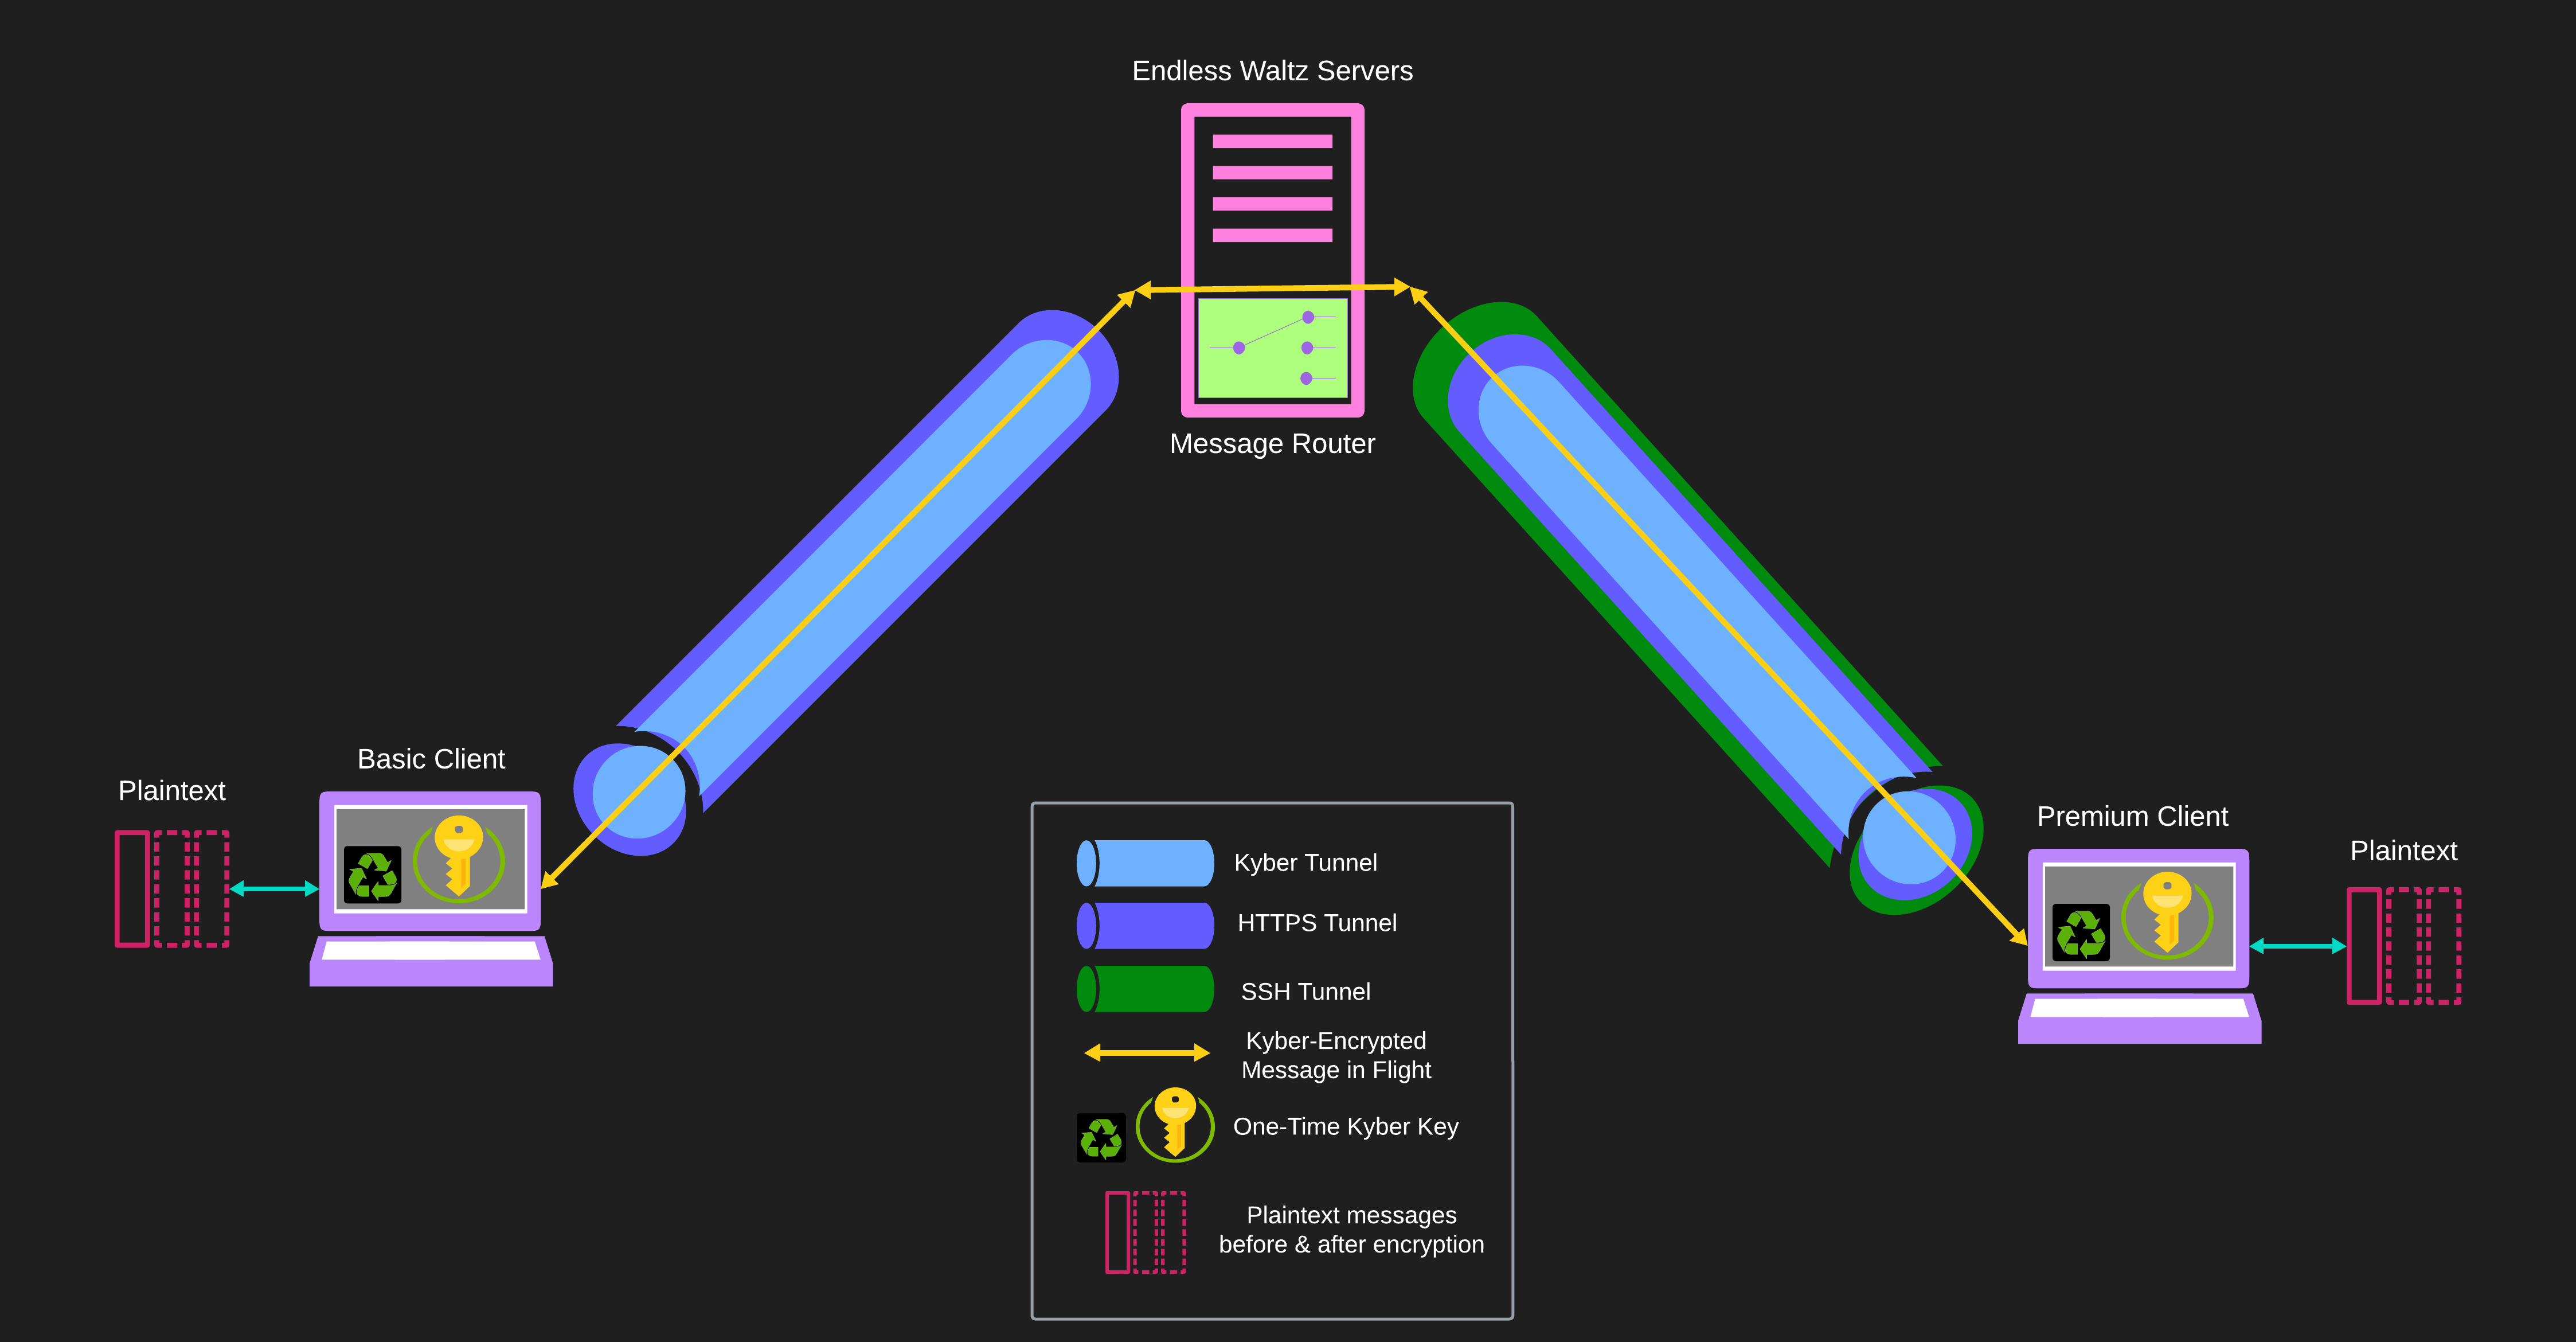 Endless Waltz Servers
Message Router
Basic Client
Plaintext
Premium Client
Plaintext
Kyber Tunnel
HTTPS Tunnel
SSH Tunnel
Kyber-Encrypted
Message in Flight
One-Time Kyber Key
Plaintext messages
before & after encryption